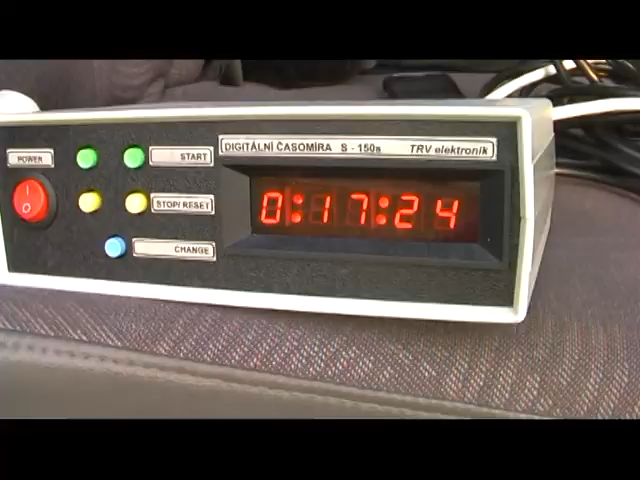 DIGITÁLNÍ ČASOMÍRA S - 150s TRV elektronik
POWER
START
STOP/ RESET
CHANGE
0:17:24